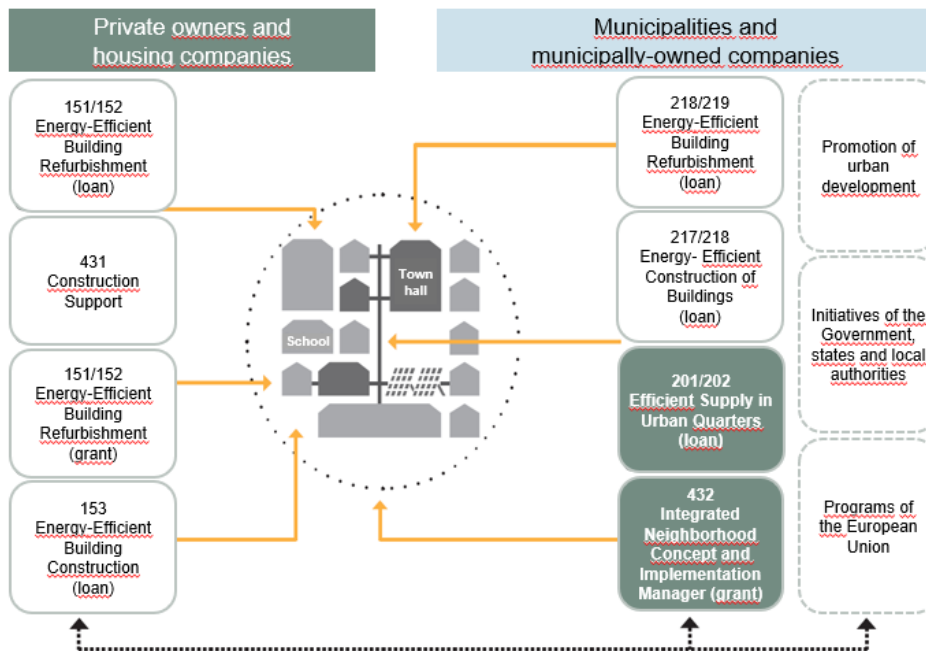 Private owners and
housing companies
Municipalities and
municipally-owned companies
151/152
Energy-Efficient
Building
Refurbishment
(loan)
431
Construction
Support
151/152
Energy-Efficient
Building
Refurbishment
(grant)
153
Energy-Efficient
Building
Construction
(loan)
Town
hall
School
218/219
Energy-Efficient
Building
Refurbishment
(loan)
217/218
Energy- Efficient
Construction of
Buildings
(loan)
201/202
Efficient Supply in
Urban Quarters
(loan)
432
Integrated
Neighborhood
Concept and
Implementation
Manager (grant)
Promotion of
urban
development
Initiatives of the
Government,
states and local
authorities
Programs of
the European
Union